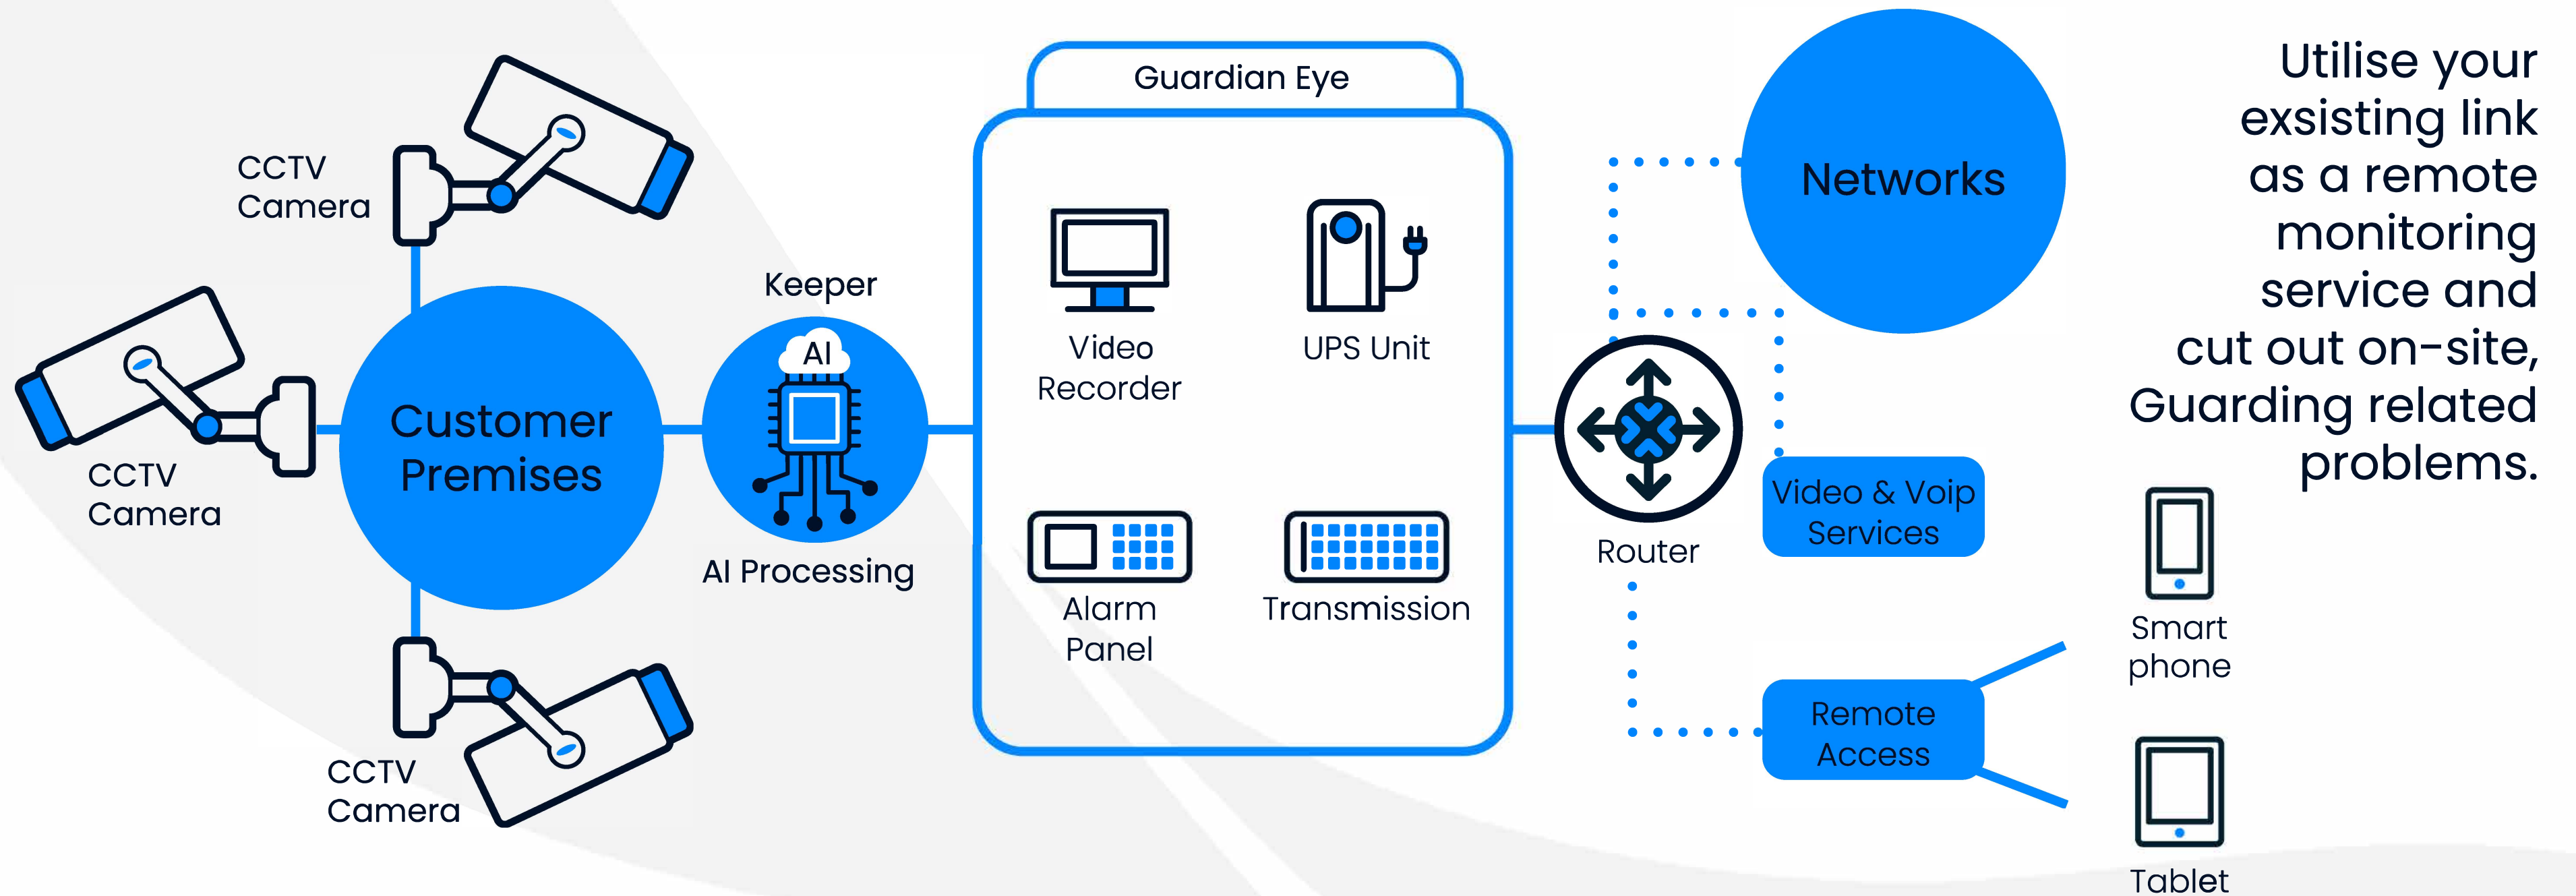 CCTV
Camera
CCTV
Camera
CCTV
Camera
Customer
Premises
Keeper
AI
AI Processing
Guardian Eye
Video
Recorder
UPS Unit
Alarm
Panel
Transmission
Router
Networks
Video & Voip
Services
Remote
Access
Utilise your
exsisting link
as a remote
monitoring
service and
cut out on-site,
Guarding related
problems.
Smart
phone
Tablet